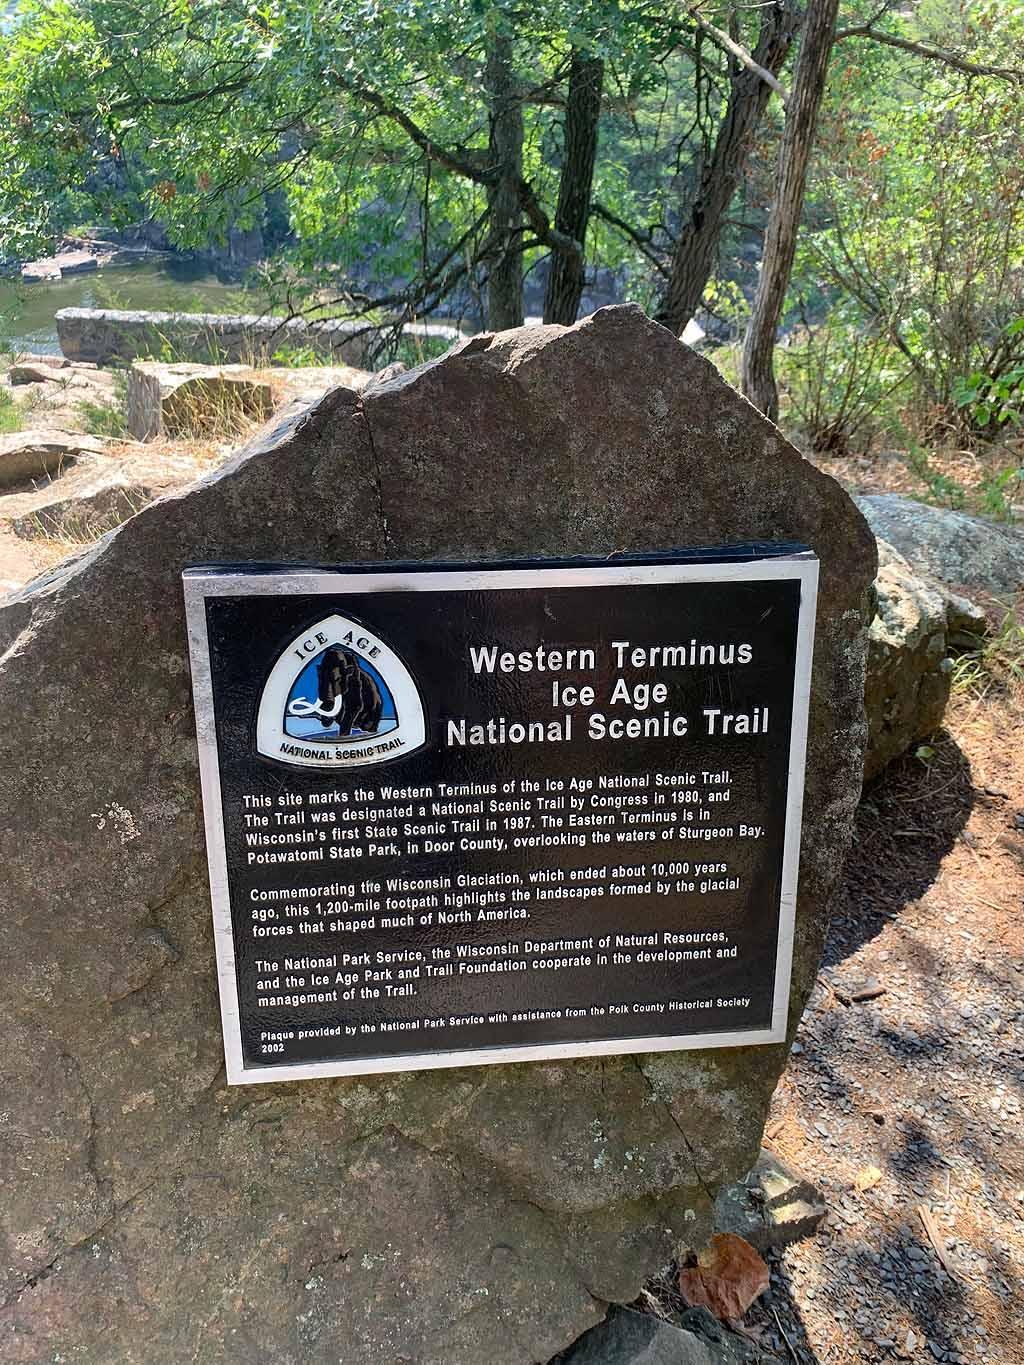 ICE AGE
NATIONAL SCENIC TRAIL
Western Terminus
Ice Age
National Scenic Trail
This site marks the Western Terminus of the Ice Age National Scenic Trail.
The Trail was designated a National Scenic Trail by Congress in 1980, and
Wisconsin's first State Scenic Trail in 1987. The Eastern Terminus is in
Potawatomi State Park, in Door County, overlooking the waters of Sturgeon Bay.
Commemorating the Wisconsin Glaciation, which ended about 10,000 years
ago, this 1,200-mile footpath highlights the landscapes formed by the glacial
forces that shaped much of North America.
The National Park Service, the Wisconsin Department of Natural Resources,
and the Ice Age Park and Trail Foundation cooperate in the development and
management of the Trail.
Plaque provided by the National Park Service with assistance from the Polk County Historical Society
2002